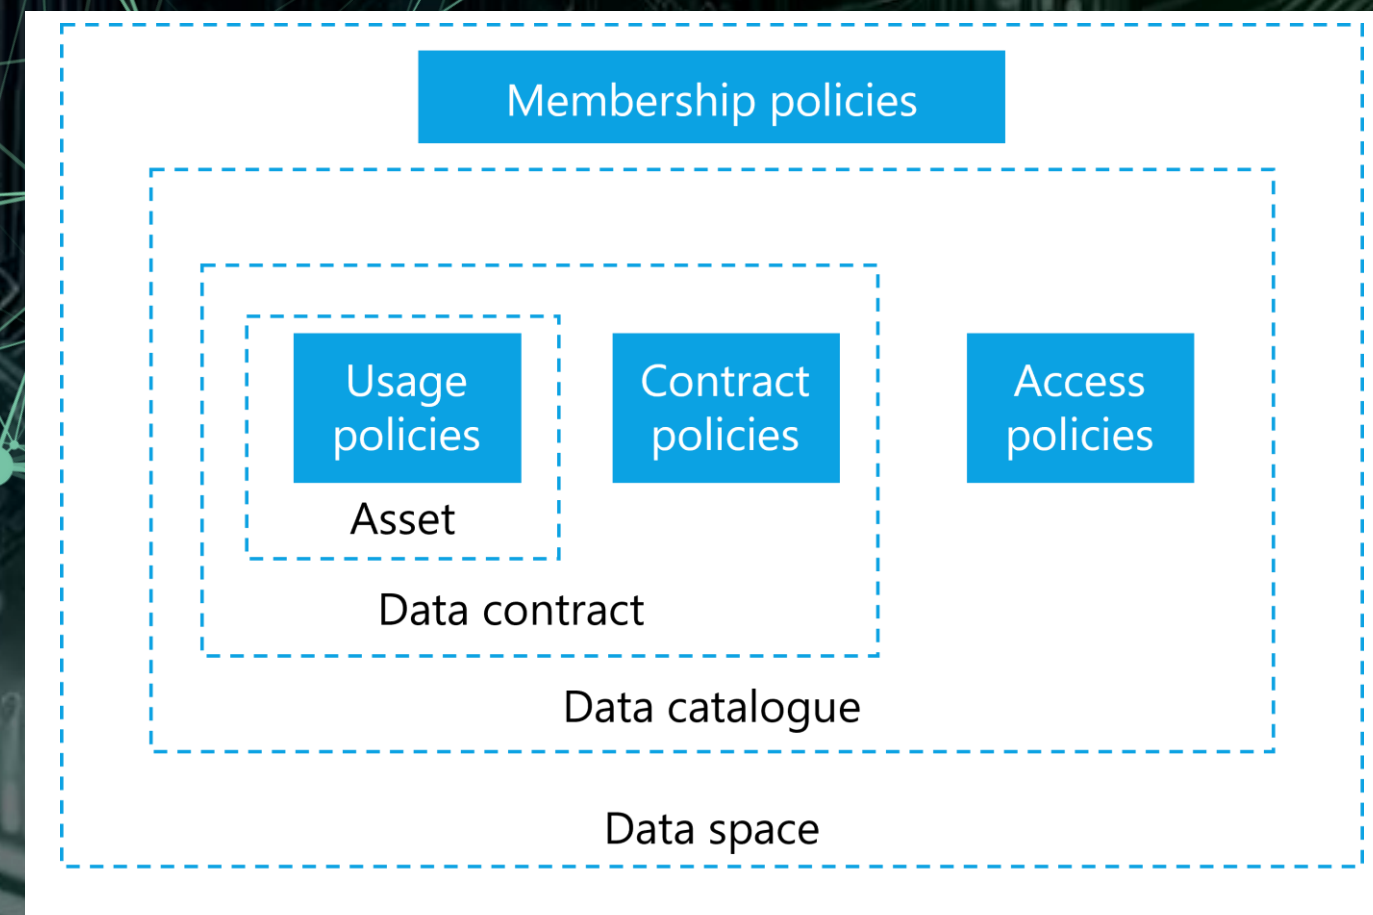 Membership policies
Usage
policies
Contract
policies
Access
policies
Asset
Data contract
Data catalogue
Data space